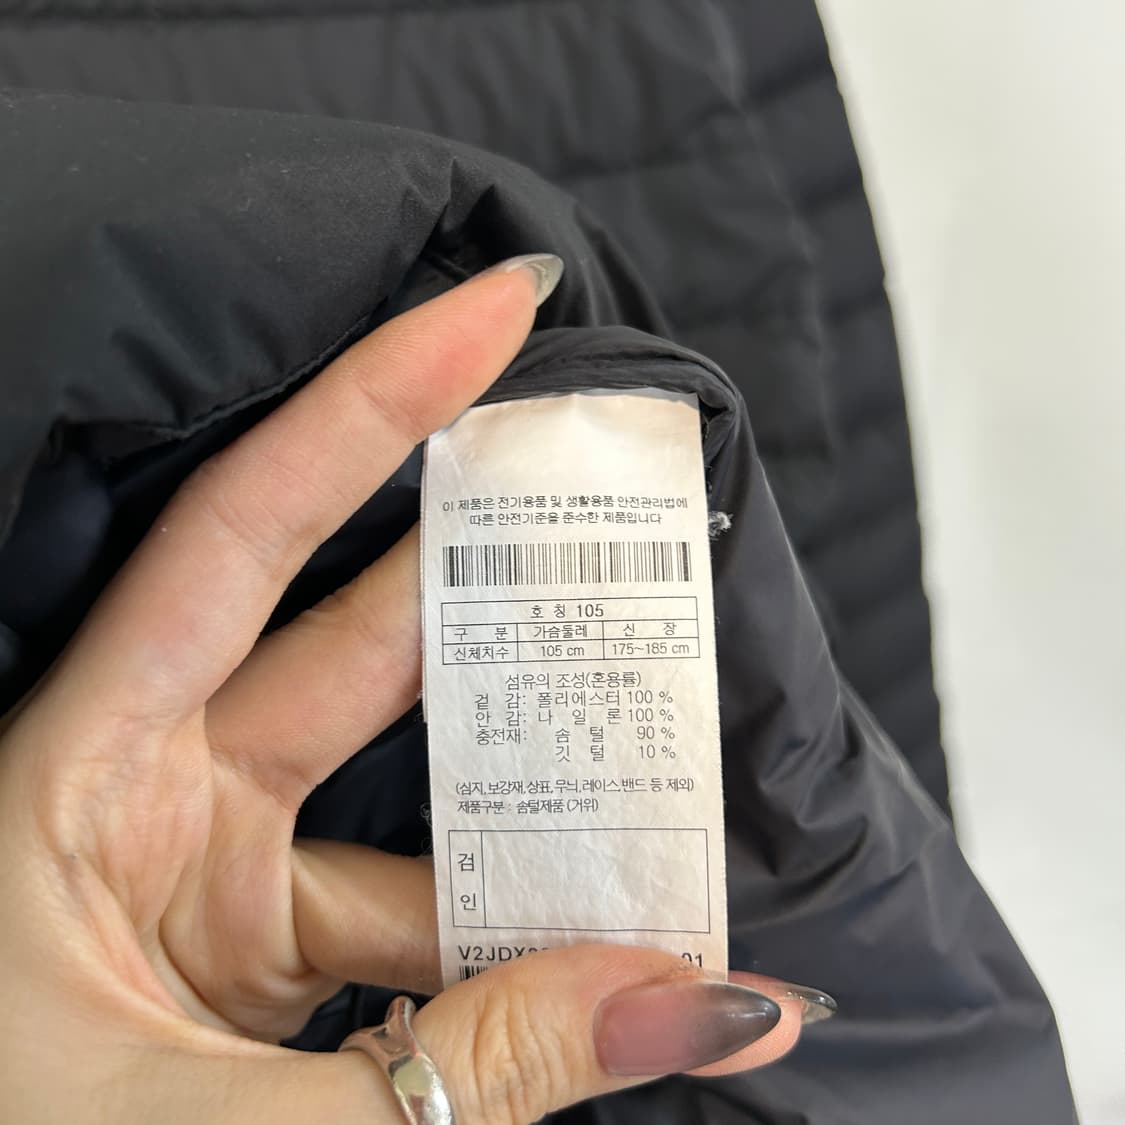 이 제품은 전기용품 및 생활용품 안전관리법에
따른 안전기준을 준수한 제품입니다
호 칭 105
구 분 가슴둘레 신 장
신체치수 105 cm 175~185 cm
섬유의 조성(혼용률)
겉 감: 폴리에스터 100 %
안 감: 나 일 론 100 %
충전재: 솜 털 90 %
깃 털 10 %
(심지, 보강재, 상표, 무늬, 레이스, 밴드 등 제외)
제품구분 : 솜털제품 (거위)
검
인
V2JDX